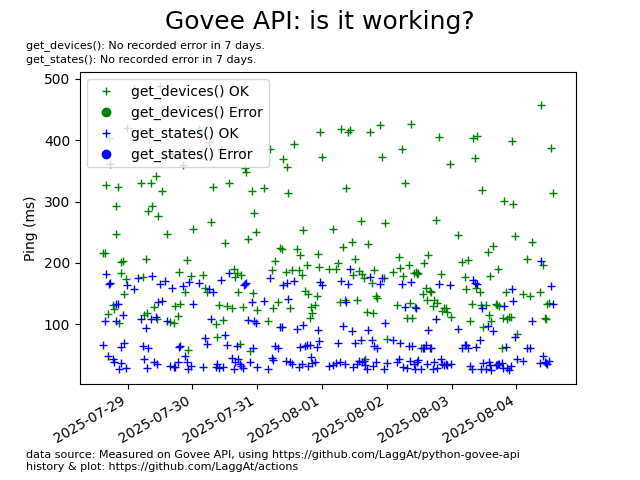 Govee API: is it working?
get_devices(): No recorded error in 7 days.
get_states(): No recorded error in 7 days.
500
400
300
200
100
Ping (ms)
get_devices() OK
get_devices() Error
get_states() OK
get_states() Error
2025-07-29
2025-07-30
2025-07-31
2025-08-01
2025-08-02
2025-08-03
2025-08-04
data source: Measured on Govee API, using https://github.com/LaggAt/python-govee-api
history & plot: https://github.com/LaggAt/actions